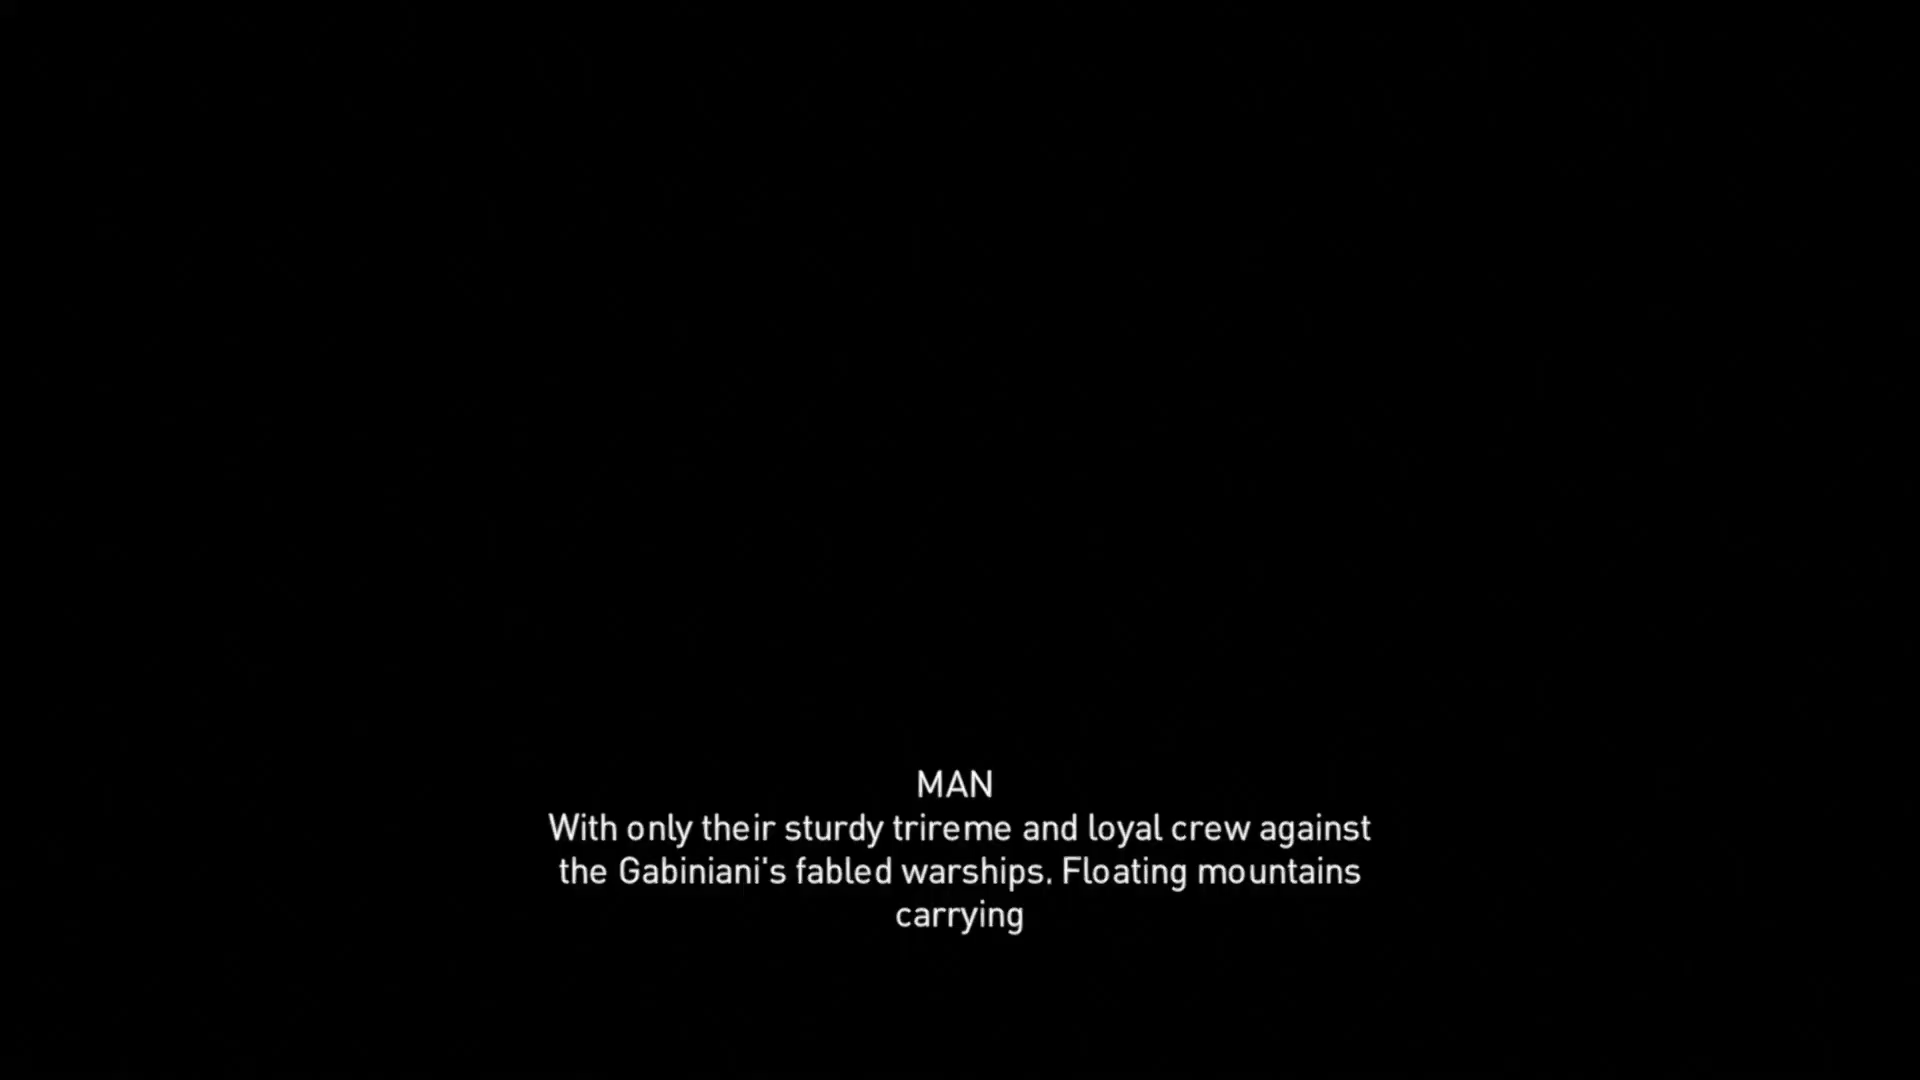 MAN
With only their sturdy trireme and loyal crew against
the Gabiniani's fabled warships. Floating mountains
carrying